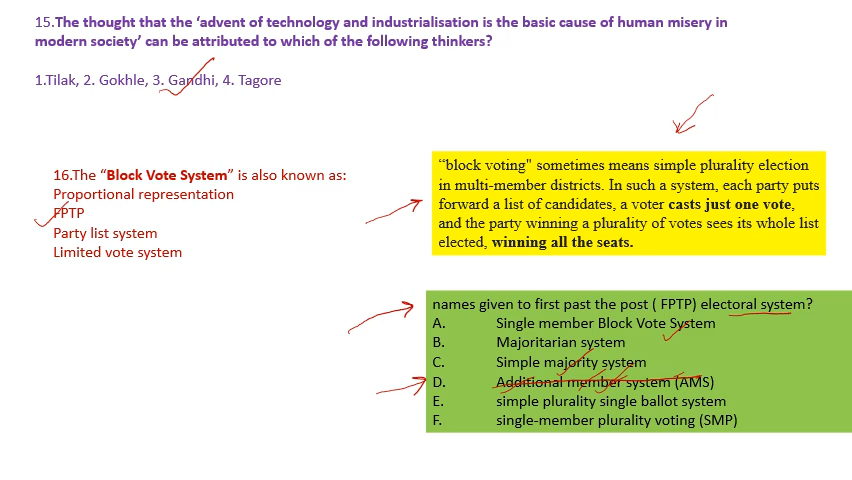 15.The thought that the ‘advent of technology and industrialisation is the basic cause of human misery in
modern society’ can be attributed to which of the following thinkers?
1.Tilak, 2. Gokhle, 3. Gandhi, 4. Tagore
16.The “Block Vote System” is also known as:
Proportional representation
FPTP
Party list system
Limited vote system
“block voting" sometimes means simple plurality election
in multi-member districts. In such a system, each party puts
forward a list of candidates, a voter casts just one vote,
and the party winning a plurality of votes sees its whole list
elected, winning all the seats.
names given to first past the post ( FPTP) electoral system?
A. Single member Block Vote System
B. Majoritarian system
C. Simple majority system
D. Additional member system (AMS)
E. simple plurality single ballot system
F. single-member plurality voting (SMP)